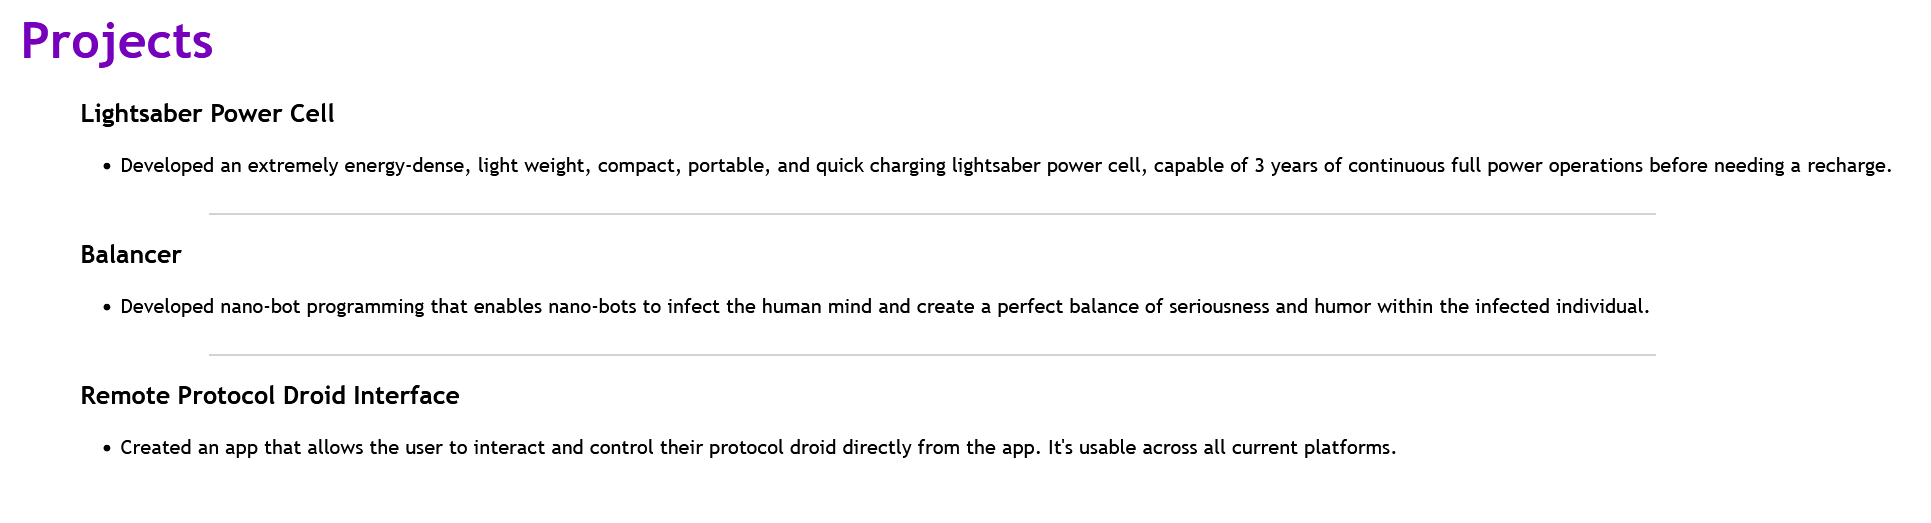 Projects
Lightsaber Power Cell
• Developed an extremely energy-dense, light weight, compact, portable, and quick charging lightsaber power cell, capable of 3 years of continuous full power operations before needing a recharge.
Balancer
• Developed nano-bot programming that enables nano-bots to infect the human mind and create a perfect balance of seriousness and humor within the infected individual.
Remote Protocol Droid Interface
• Created an app that allows the user to interact and control their protocol droid directly from the app. It's usable across all current platforms.